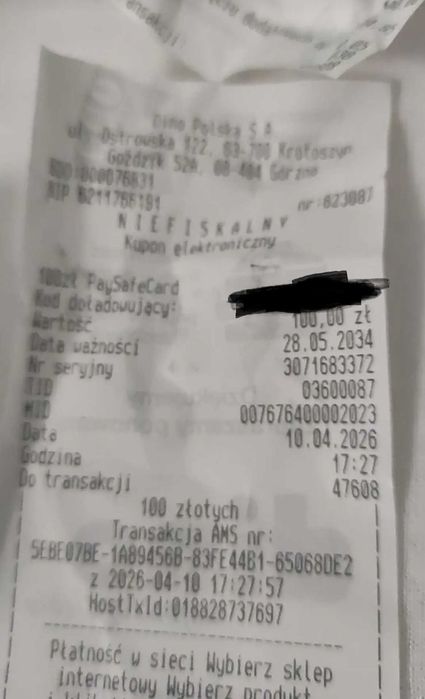 Dino Polska S.A.
ul. Ostrowska 122, 63-700 Krotoszyn
Goździk 52A, 08-404 Górzno
BDO:000076831
NIP 6211766191 nr:623087
NIEFISKALNY
Kupon elektroniczny
100zł PaySafeCard
Kod doładowujący:
Wartość 100,00 zł
Data ważności 28.05.2034
Nr seryjny 3071683372
TID 03600087
MID 007676400002023
Data 10.04.2026
Godzina 17:27
Do transakcji 47608
100 złotych
Transakcja AMS nr:
5EBE07BE-1A89456B-83FE44B1-65068DE2
z 2026-04-10 17:27:57
HostTxId:018828737697
Płatność w sieci Wybierz sklep
internetowy Wybierz produkt